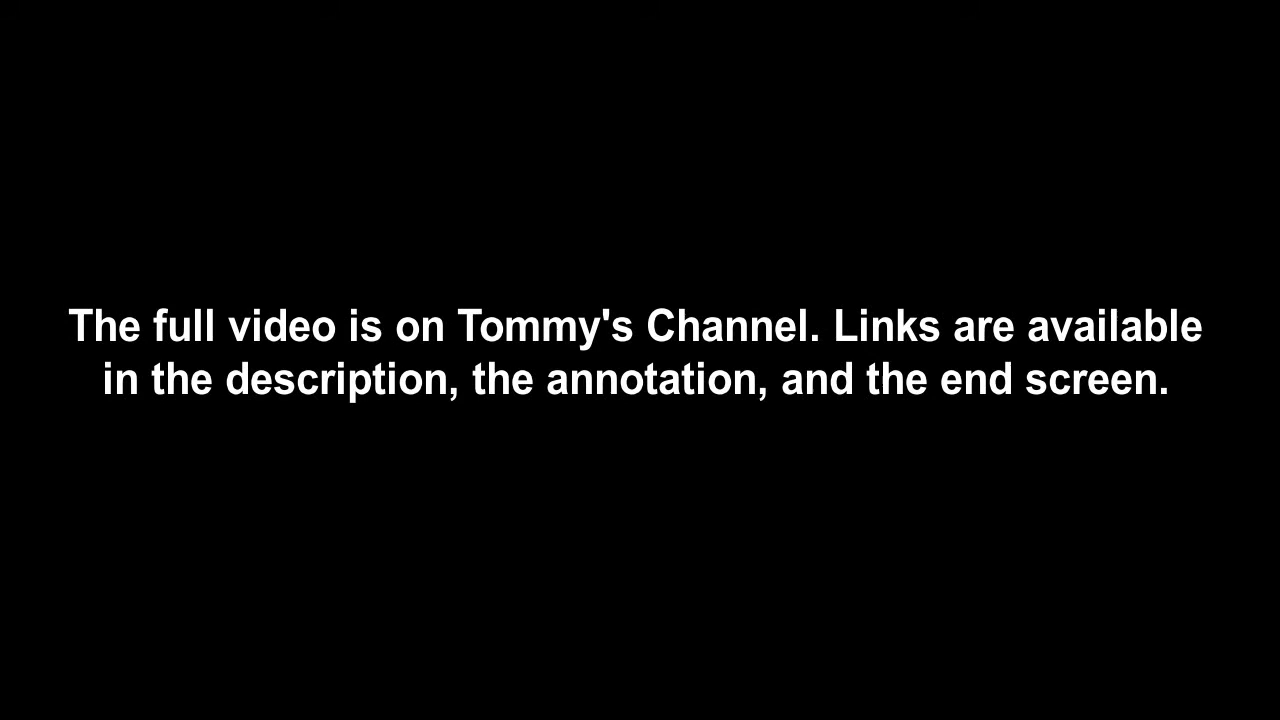 The full video is on Tommy's Channel. Links are available
in the description, the annotation, and the end screen.